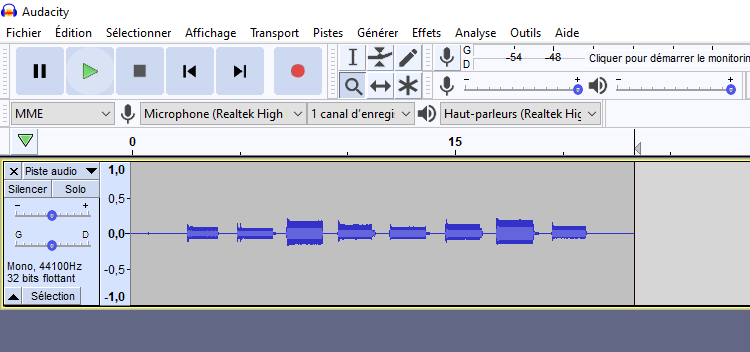 Audacity
Fichier Édition Sélectionner Affichage Transport Pistes Générer Effets Analyse Outils Aide
G
D
-54 -48 Cliquer pour démarrer le monitorin
- +
- +
MME Microphone (Realtek High 1 canal d'enregi Haut-parleurs (Realtek Hig
0 15
Piste audio
Silencer Solo
- +
G D
Mono, 44100Hz
32 bits flottant
Sélection
1,0
0,5
0,0
-0,5
-1,0